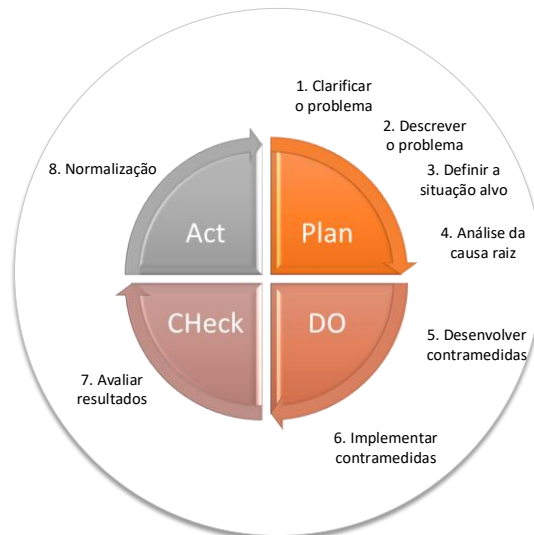 1. Clarificar
o problema
2. Descrever
o problema
3. Definir a
situação alvo
4. Análise da
causa raiz
5. Desenvolver
contramedidas
6. Implementar
contramedidas
7. Avaliar
resultados
8. Normalização
Act
Plan
CHeck
DO